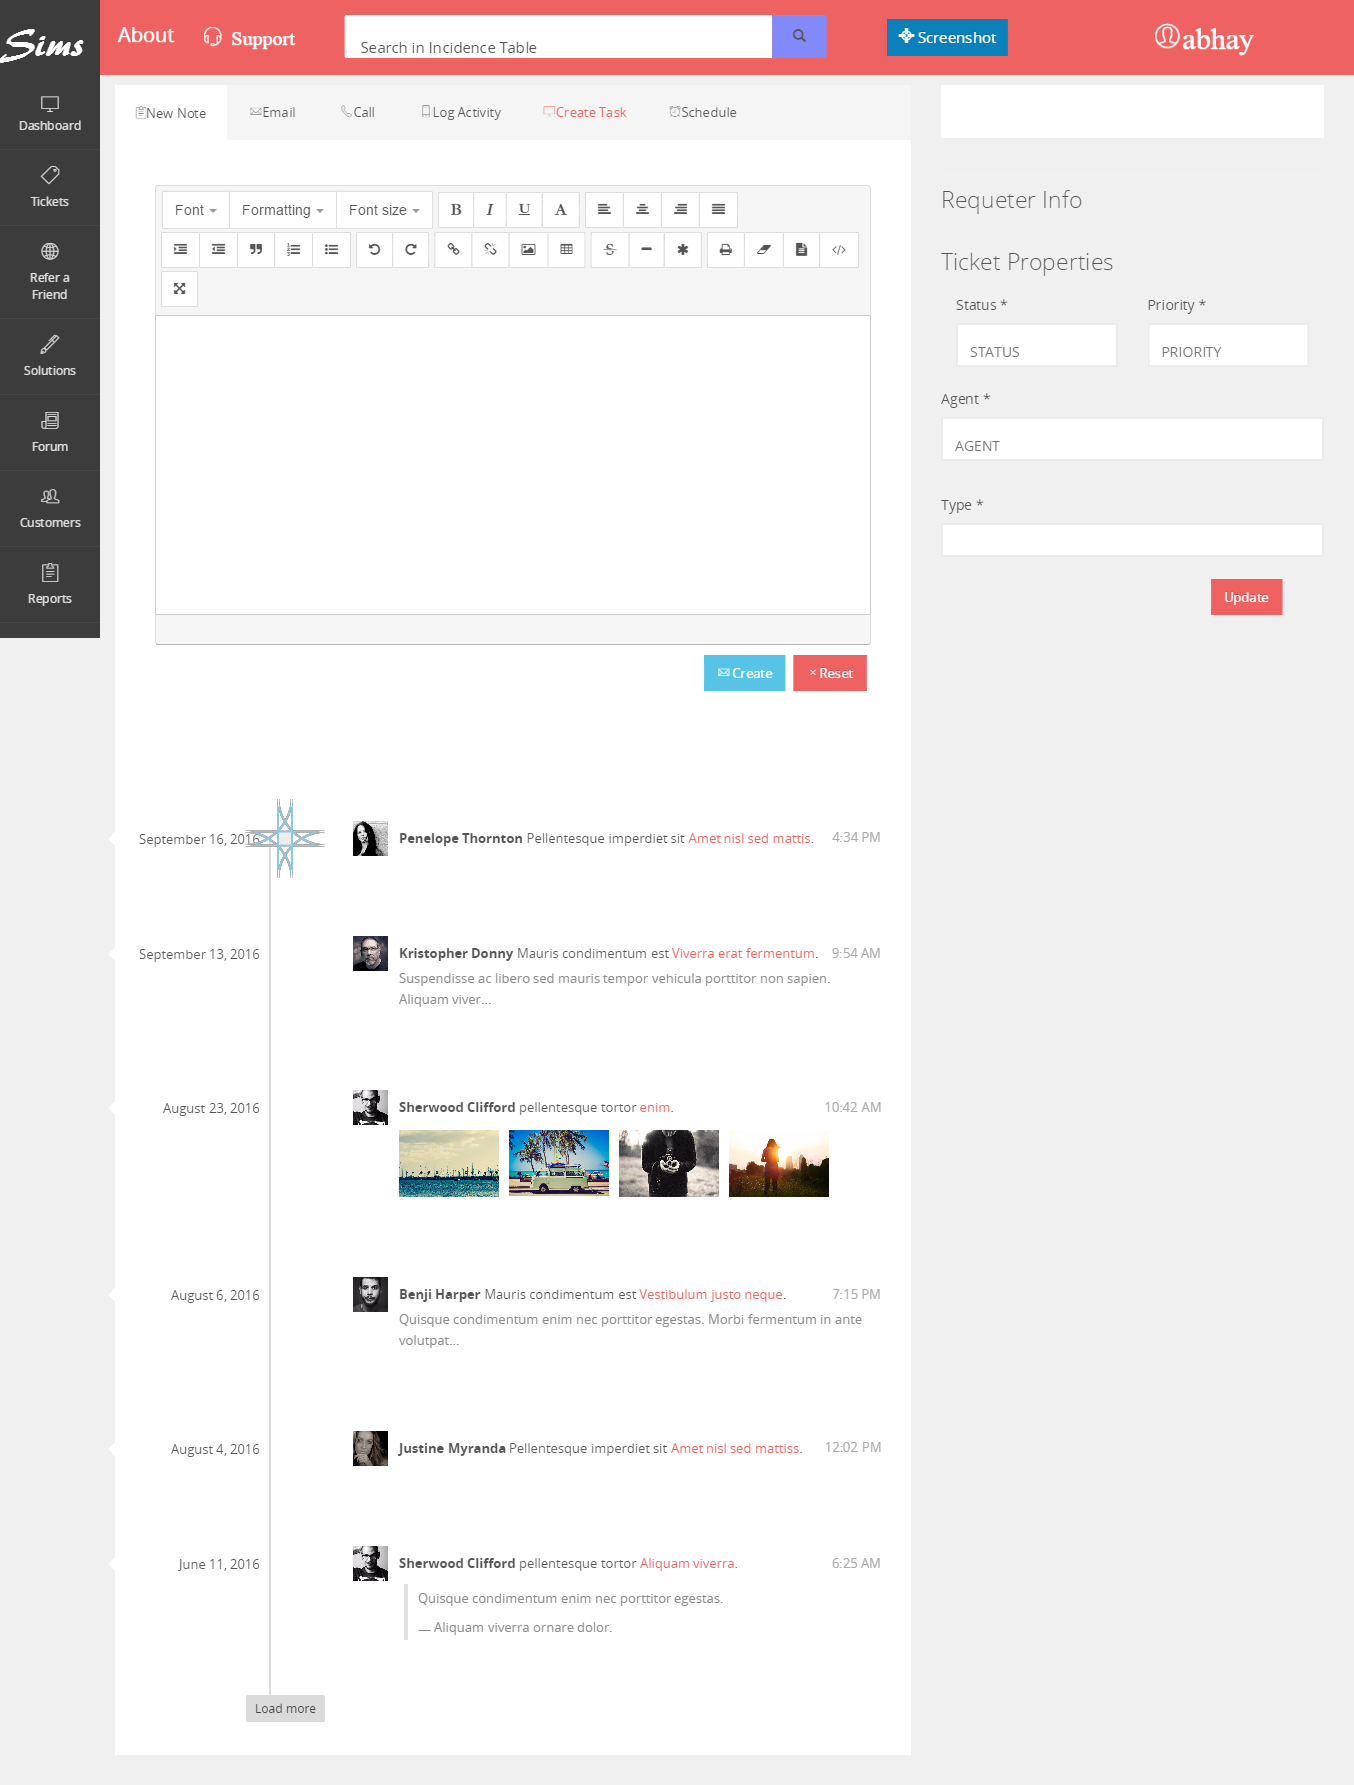 Sims
About
Support
Search in Incidence Table
Screenshot
abhay
Dashboard
Tickets
Refer a
Friend
Solutions
Forum
Customers
Reports
New Note
Email
Call
Log Activity
Create Task
Schedule
Font
Formatting
Font size
B I U A
S
</>
Create
Reset
Requeter Info
Ticket Properties
Status *
Priority *
STATUS
PRIORITY
Agent *
AGENT
Type *
Update
September 16, 2016
Penelope Thornton Pellentesque imperdiet sit Amet nisl sed mattis.
4:34 PM
September 13, 2016
Kristopher Donny Mauris condimentum est Viverra erat fermentum.
9:54 AM
Suspendisse ac libero sed mauris tempor vehicula porttitor non sapien.
Aliquam viver...
August 23, 2016
Sherwood Clifford pellentesque tortor enim.
10:42 AM
August 6, 2016
Benji Harper Mauris condimentum est Vestibulum justo neque.
7:15 PM
Quisque condimentum enim nec porttitor egestas. Morbi fermentum in ante
volutpat...
August 4, 2016
Justine Myranda Pellentesque imperdiet sit Amet nisl sed mattiss.
12:02 PM
June 11, 2016
Sherwood Clifford pellentesque tortor Aliquam viverra.
6:25 AM
Quisque condimentum enim nec porttitor egestas.
— Aliquam viverra ornare dolor.
Load more